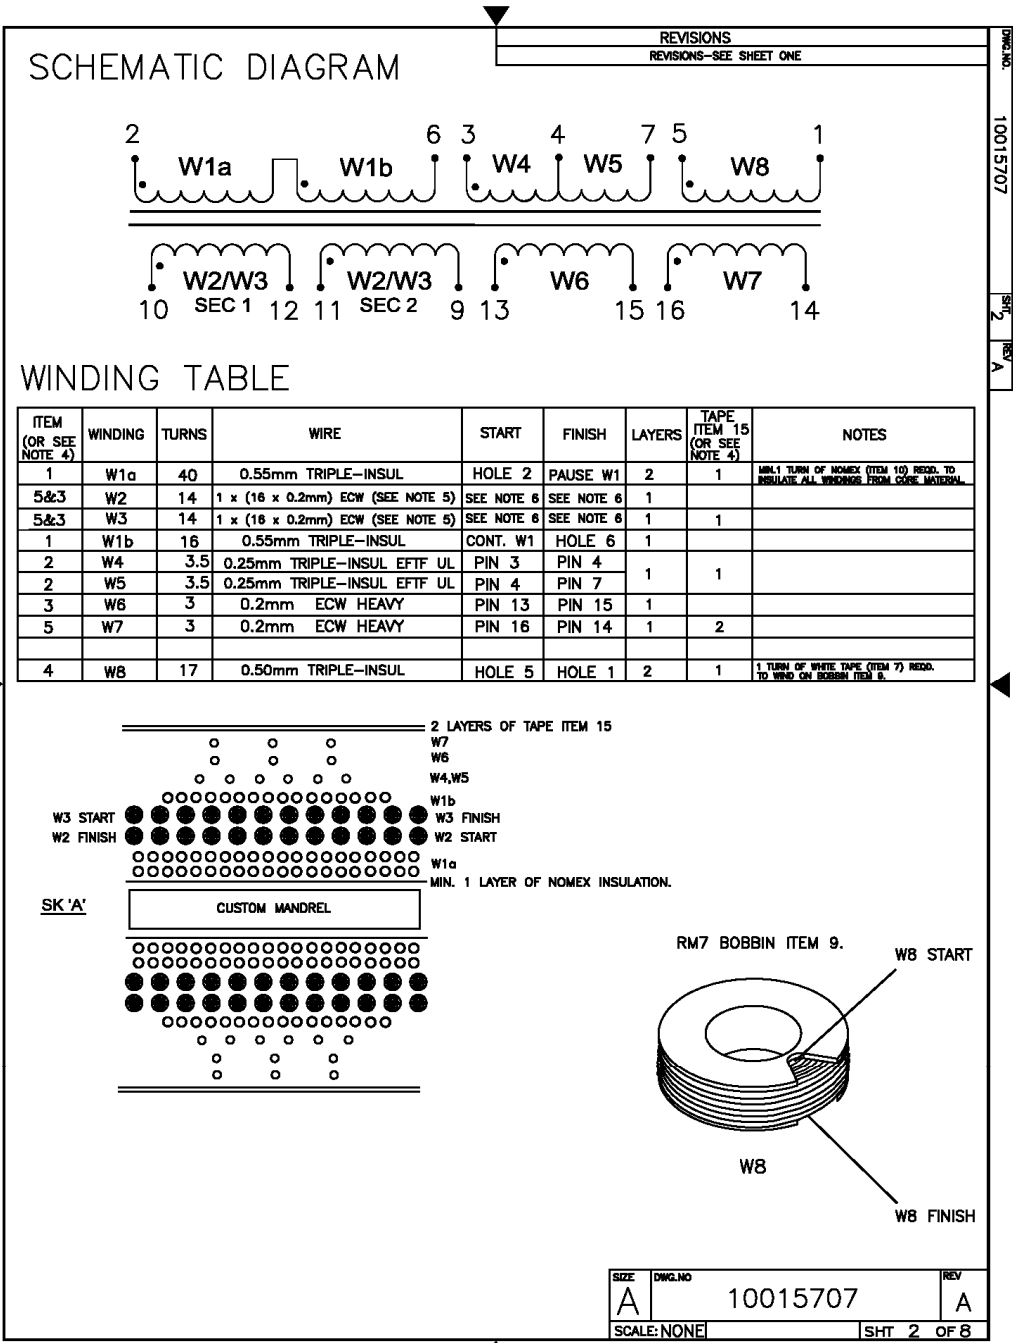 REVISIONS
REVISIONS-SEE SHEET ONE
DWG.NO.
10015707
SHT
2
REV
A
SCHEMATIC DIAGRAM
2 6 3 4 7 5 1
W1a W1b W4 W5 W8
W2/W3 W2/W3 W6 W7
SEC 1 SEC 2
10 12 11 9 13 15 16 14
WINDING TABLE
ITEM (OR SEE NOTE 4) WINDING TURNS WIRE START FINISH LAYERS TAPE ITEM 15 (OR SEE NOTE 4) NOTES
1 W1a 40 0.55mm TRIPLE-INSUL HOLE 2 PAUSE W1 2 1 MIN.1 TURN OF NOMEX (ITEM 10) REQD. TO
INSULATE ALL WINDINGS FROM CORE MATERIAL.
5&3 W2 14 1 x (16 x 0.2mm) ECW (SEE NOTE 5) SEE NOTE 6 SEE NOTE 6 1
5&3 W3 14 1 x (16 x 0.2mm) ECW (SEE NOTE 5) SEE NOTE 6 SEE NOTE 6 1 1
1 W1b 16 0.55mm TRIPLE-INSUL CONT. W1 HOLE 6 1
2 W4 3.5 0.25mm TRIPLE-INSUL EFTF UL PIN 3 PIN 4 1 1
2 W5 3.5 0.25mm TRIPLE-INSUL EFTF UL PIN 4 PIN 7
3 W6 3 0.2mm ECW HEAVY PIN 13 PIN 15 1
5 W7 3 0.2mm ECW HEAVY PIN 16 PIN 14 1 2
4 W8 17 0.50mm TRIPLE-INSUL HOLE 5 HOLE 1 2 1 1 TURN OF WHITE TAPE (ITEM 7) REQD.
TO WIND ON BOBBIN ITEM 9.
2 LAYERS OF TAPE ITEM 15
W7
W6
W4,W5
W1b
W3 START W3 FINISH
W2 FINISH W2 START
W1a
MIN. 1 LAYER OF NOMEX INSULATION.
SK 'A'
CUSTOM MANDREL
RM7 BOBBIN ITEM 9.
W8 START
W8
W8 FINISH
SIZE
A
DWG.NO
10015707
REV
A
SCALE:NONE
SHT 2 OF 8